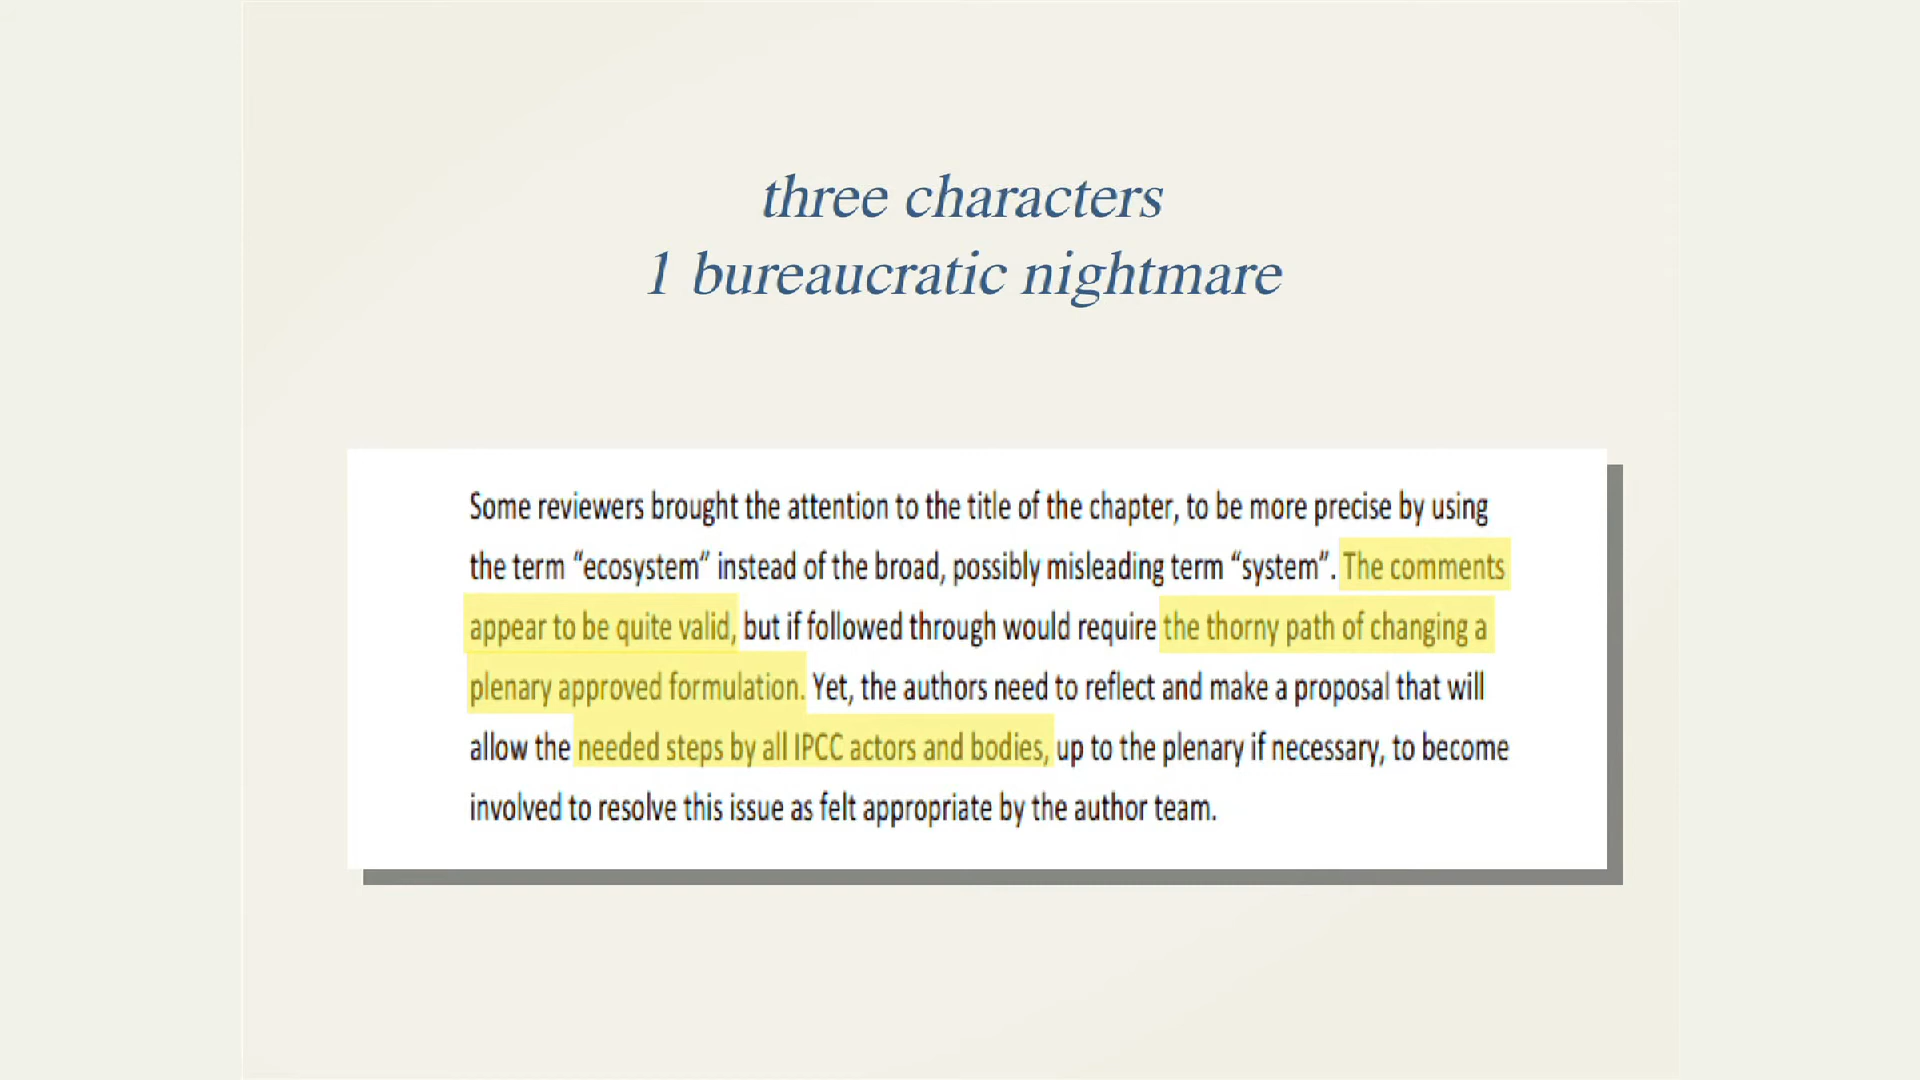 three characters
1 bureaucratic nightmare
Some reviewers brought the attention to the title of the chapter, to be more precise by using
the term “ecosystem” instead of the broad, possibly misleading term “system”. The comments
appear to be quite valid, but if followed through would require the thorny path of changing a
plenary approved formulation. Yet, the authors need to reflect and make a proposal that will
allow the needed steps by all IPCC actors and bodies, up to the plenary if necessary, to become
involved to resolve this issue as felt appropriate by the author team.